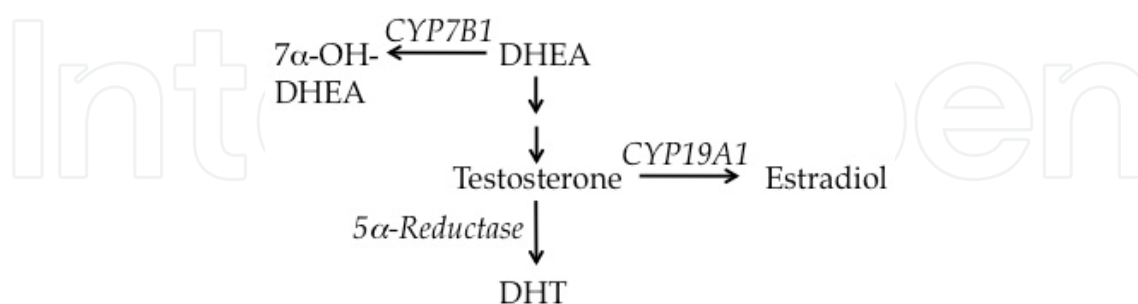 CYP7B1
7α-OH- DHEA
DHEA
CYP19A1
Testosterone Estradiol
5α-Reductase
DHT